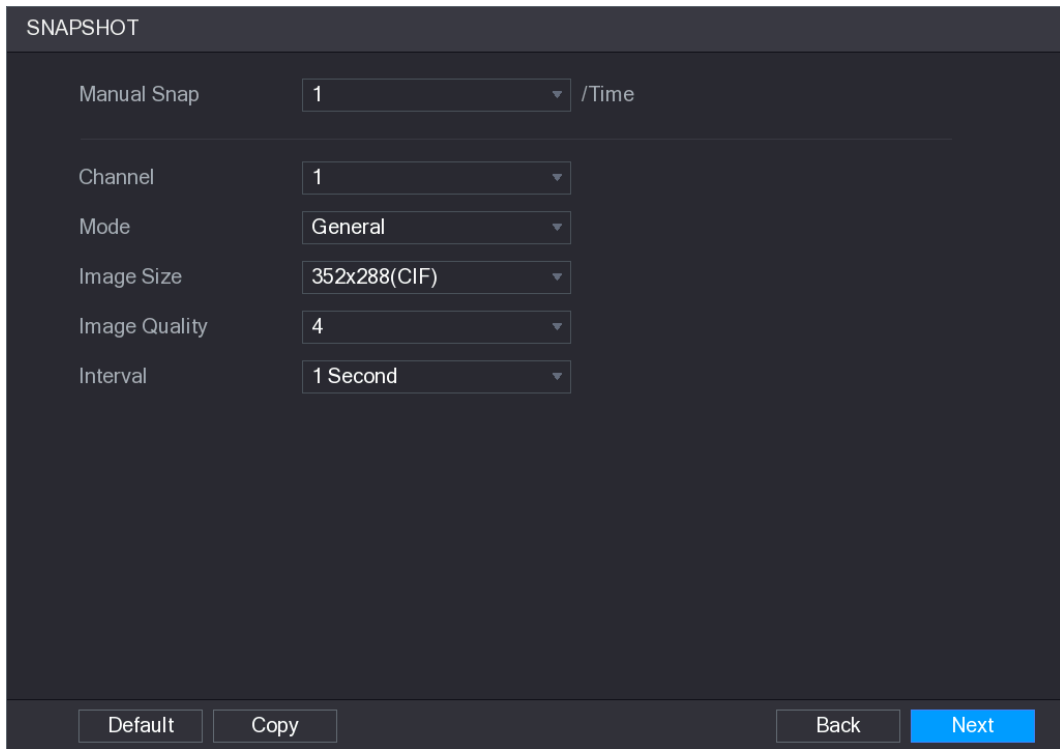 SNAPSHOT
Manual Snap 1 /Time
Channel 1
Mode General
Image Size 352x288(CIF)
Image Quality 4
Interval 1 Second
Default Copy Back Next